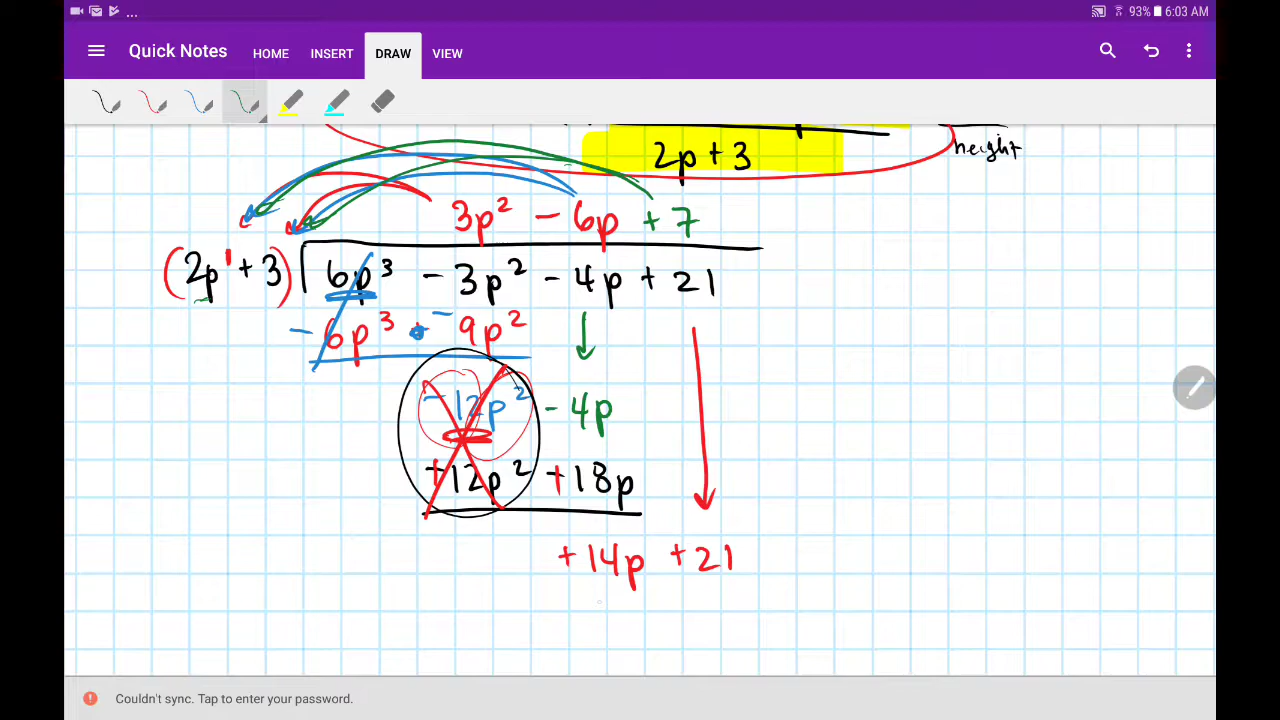 93% 6:03 AM
Quick Notes HOME INSERT DRAW VIEW
height
2p + 3
3p² - 6p + 7
(2p¹ + 3) 6p³ - 3p² - 4p + 21
- 6p³ - 9p²
- 12p² - 4p
+ 12p² + 18p
+ 14p + 21
Couldn't sync. Tap to enter your password.